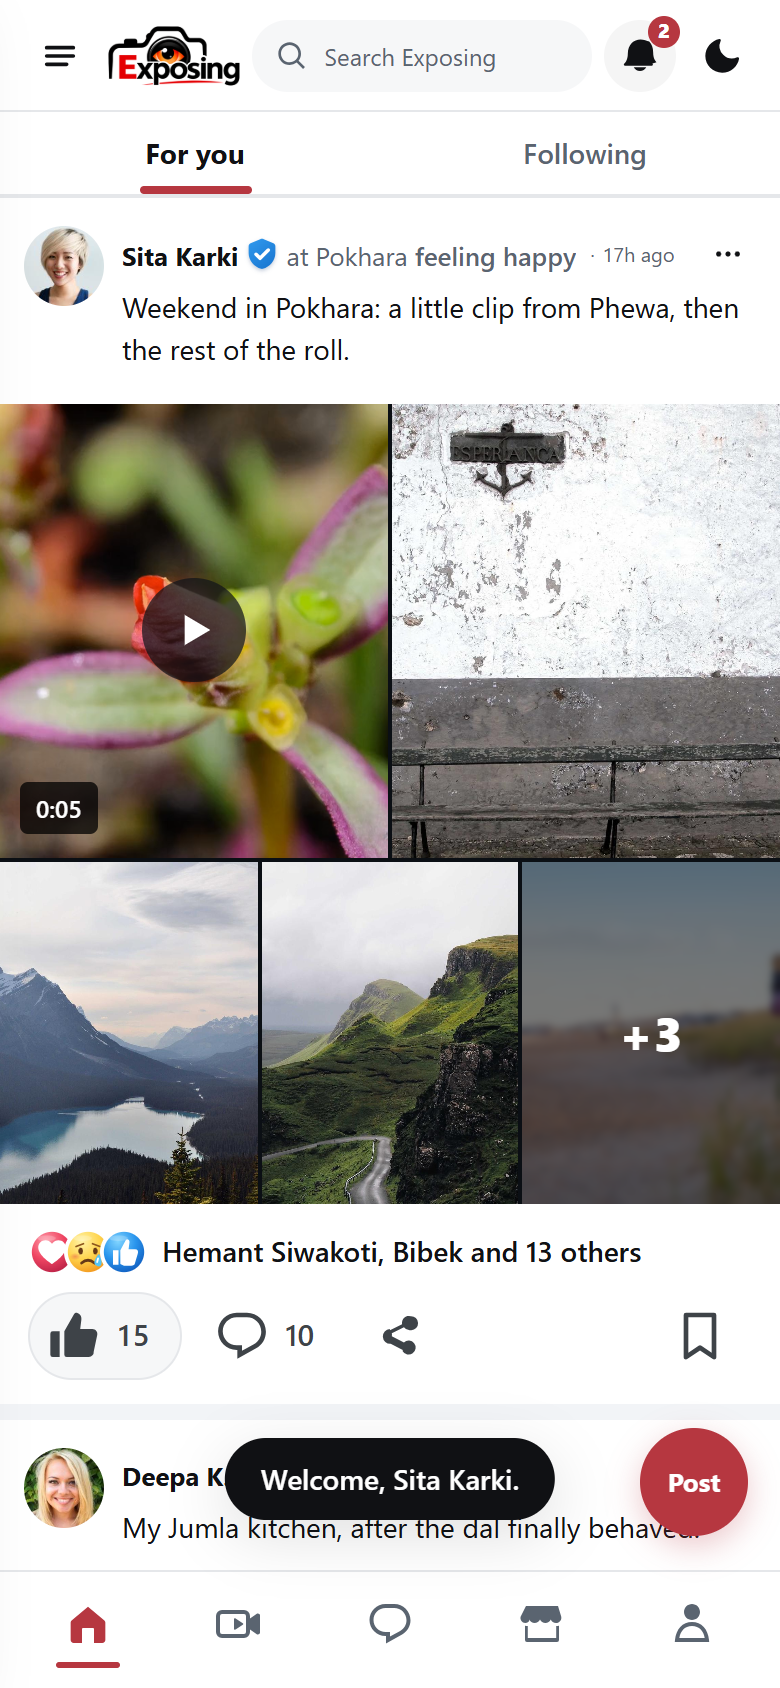 Exposing
Search Exposing
2
For you
Following
Sita Karki at Pokhara feeling happy · 17h ago
Weekend in Pokhara: a little clip from Phewa, then
the rest of the roll.
ESPERANÇA
0:05
+3
Hemant Siwakoti, Bibek and 13 others
15
10
Deepa K
Welcome, Sita Karki.
Post
My Jumla kitchen, after the dal finally behaved.